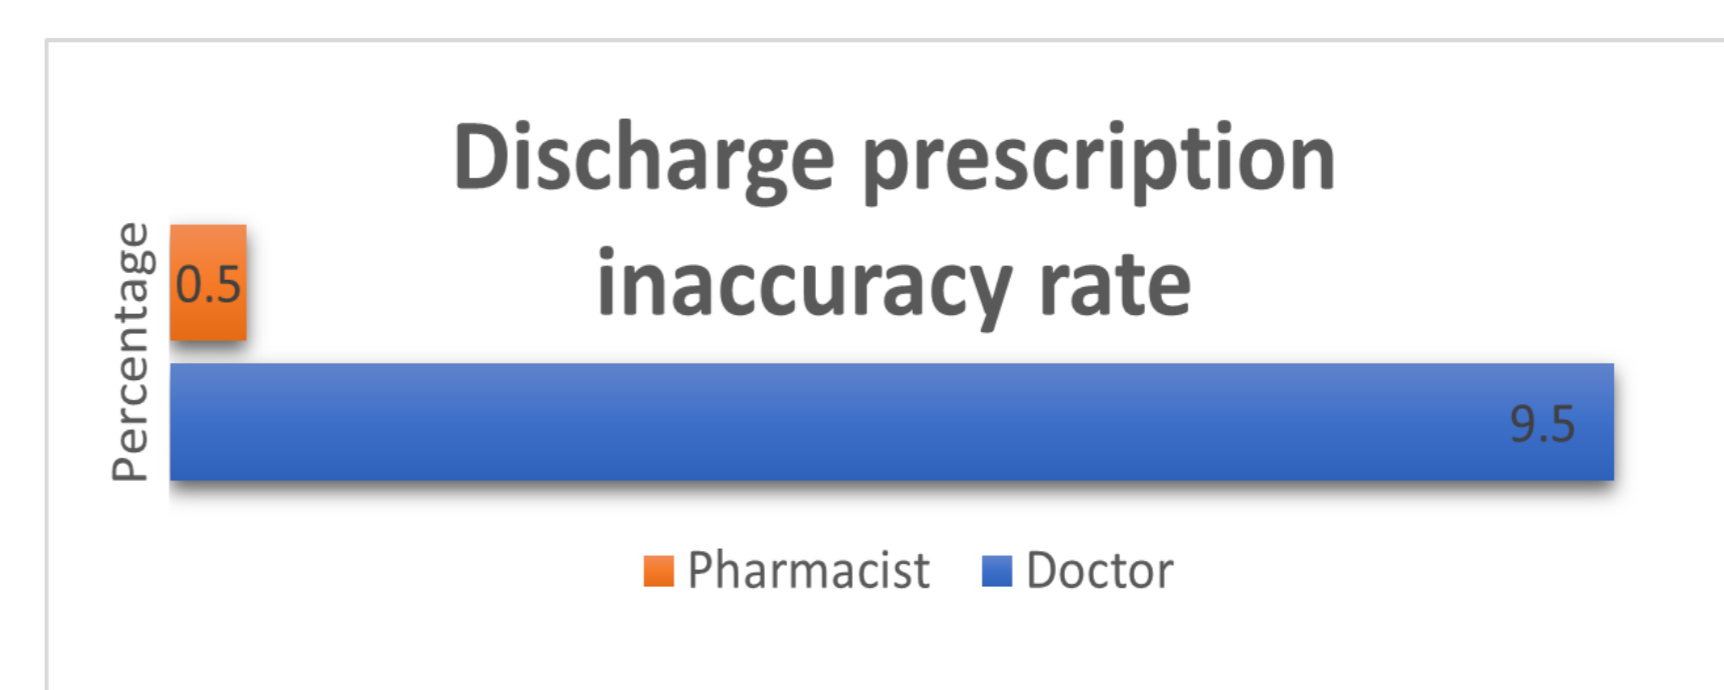 Discharge prescription
inaccuracy rate
Percentage
0.5
9.5
Pharmacist Doctor